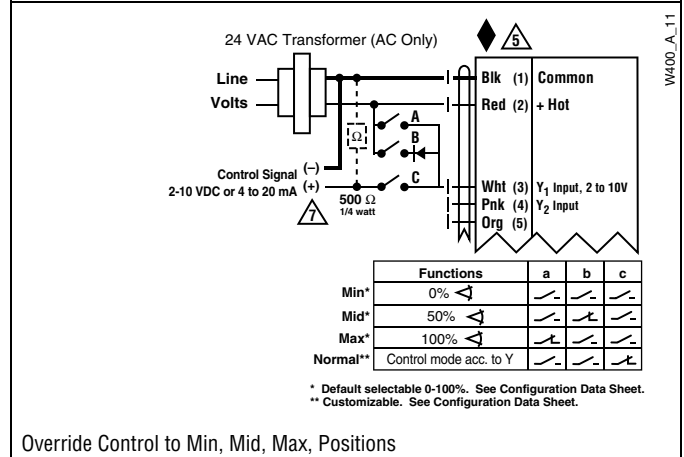 W400_A_11
24 VAC Transformer (AC Only)
5
Line
Volts
Blk (1) Common
Red (2) + Hot
A
Ω
B
C
Control Signal (–)
2-10 VDC or 4 to 20 mA (+)
7
500 Ω
1/4 watt
Wht (3) Y1 Input, 2 to 10V
Pnk (4) Y2 Input
Org (5)
Functions a b c
Min* 0%
Mid* 50%
Max* 100%
Normal** Control mode acc. to Y
* Default selectable 0-100%. See Configuration Data Sheet.
** Customizable. See Configuration Data Sheet.
Override Control to Min, Mid, Max, Positions